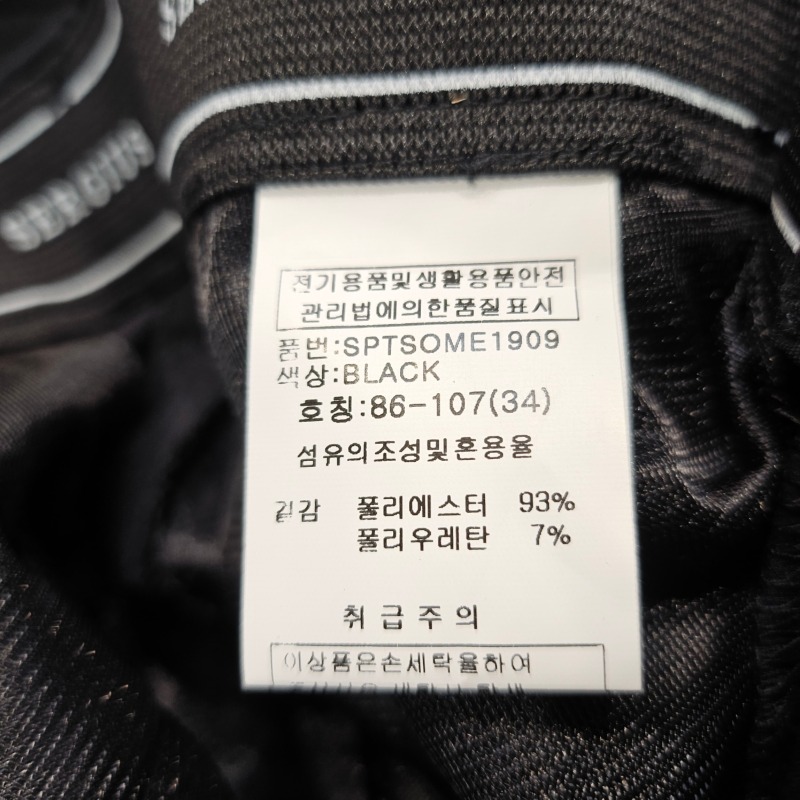 SERGIUS
전기용품및생활용품안전
관리법에의한품질표시
품번:SPTSOME1909
색상:BLACK
호칭:86-107(34)
섬유의조성및혼용율
겉감 폴리에스터 93%
폴리우레탄 7%
취급주의
이상품은손세탁을하여